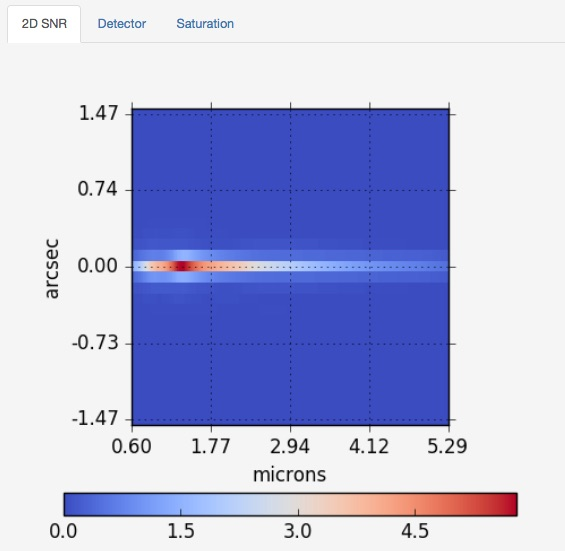 2D SNR Detector Saturation
1.47
0.74
0.00
-0.73
-1.47
arcsec
0.60 1.77 2.94 4.12 5.29
microns
0.0 1.5 3.0 4.5